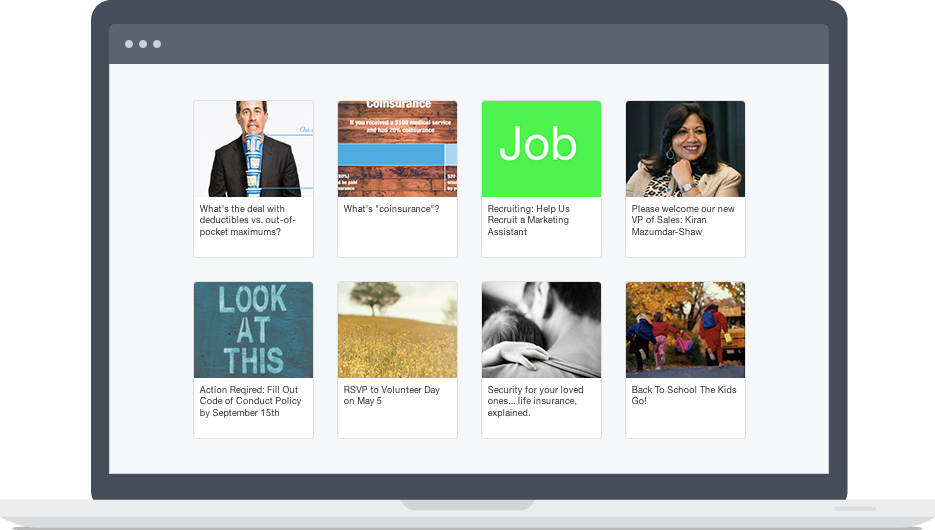 Out o
Coinsurance
If you received a $100 medical service
and had 20% coinsurance
Job
What's the deal with
deductibles vs. out-of-
pocket maximums?
What's "coinsurance"?
Recruiting: Help Us
Recruit a Marketing
Assistant
Please welcome our new
VP of Sales: Kiran
Mazumdar-Shaw
LOOK
AT
THIS
Action Reqired: Fill Out
Code of Conduct Policy
by September 15th
RSVP to Volunteer Day
on May 5
Security for your loved
ones... life insurance,
explained.
Back To School The Kids
Go!